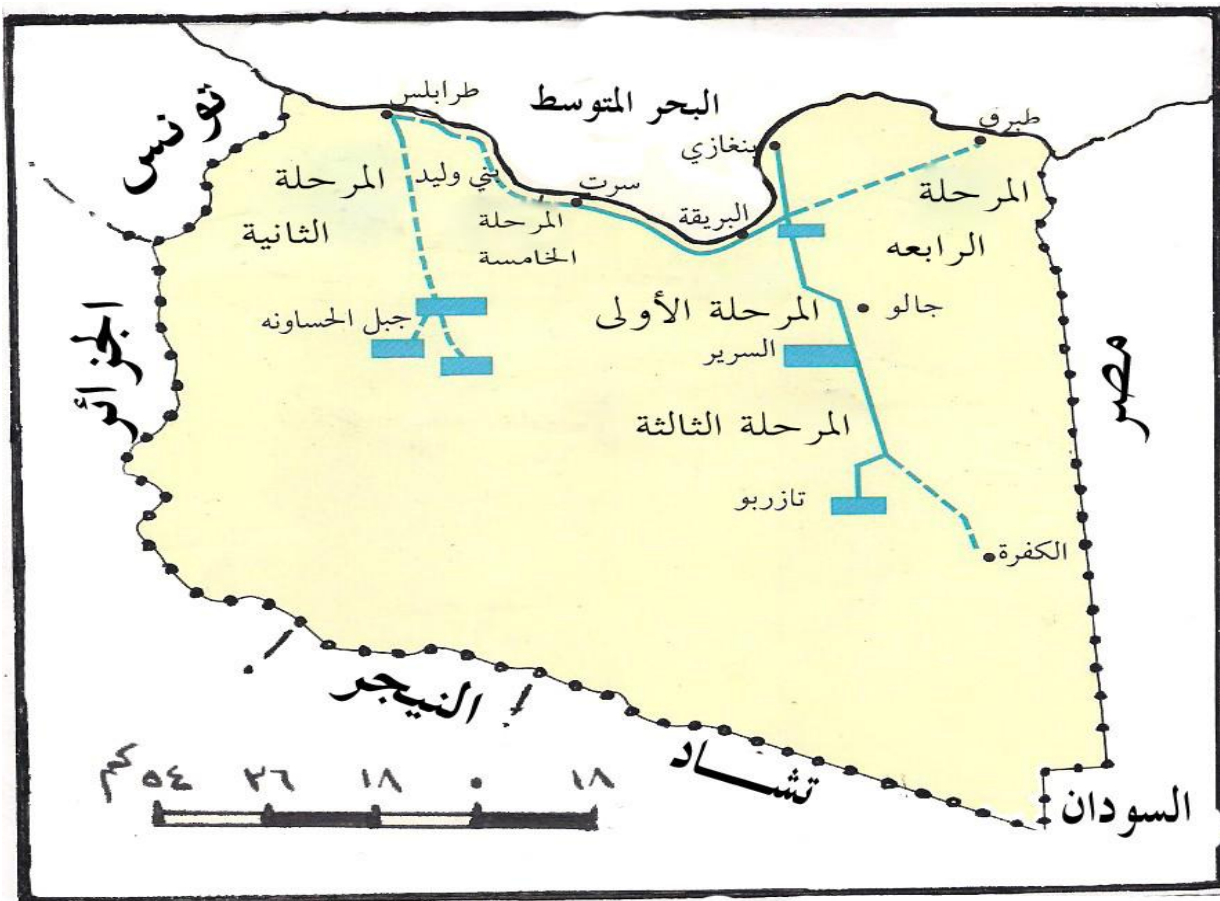 البحر المتوسط
تونس
طرابلس
بنغازي
طبرق
المرحلة
الثانية
بني وليد
سرت
المرحلة
الخامسة
البريقة
المرحلة
الرابعه
جالو
المرحلة الأولى
السرير
جبل الحساونه
المرحلة الثالثة
تازربو
الكفرة
الجزائر
مصر
النيجر
تشاد
السودان
١٨ ٠ ١٨ ٣٦ ٥٤ كم